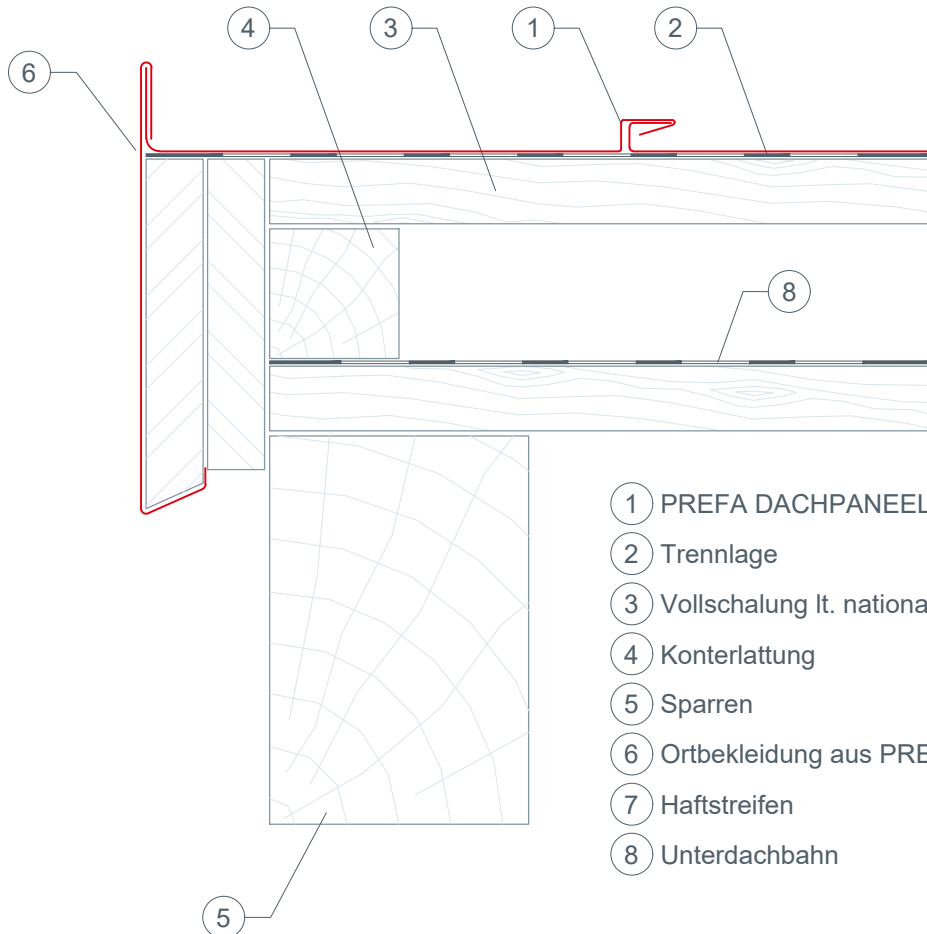 4 3 1 2
6
8
1 PREFA DACHPANEEL
2 Trennlage
3 Vollschalung lt. nationa
4 Konterlattung
5 Sparren
6 Ortbekleidung aus PRE
7 Haftstreifen
8 Unterdachbahn
5